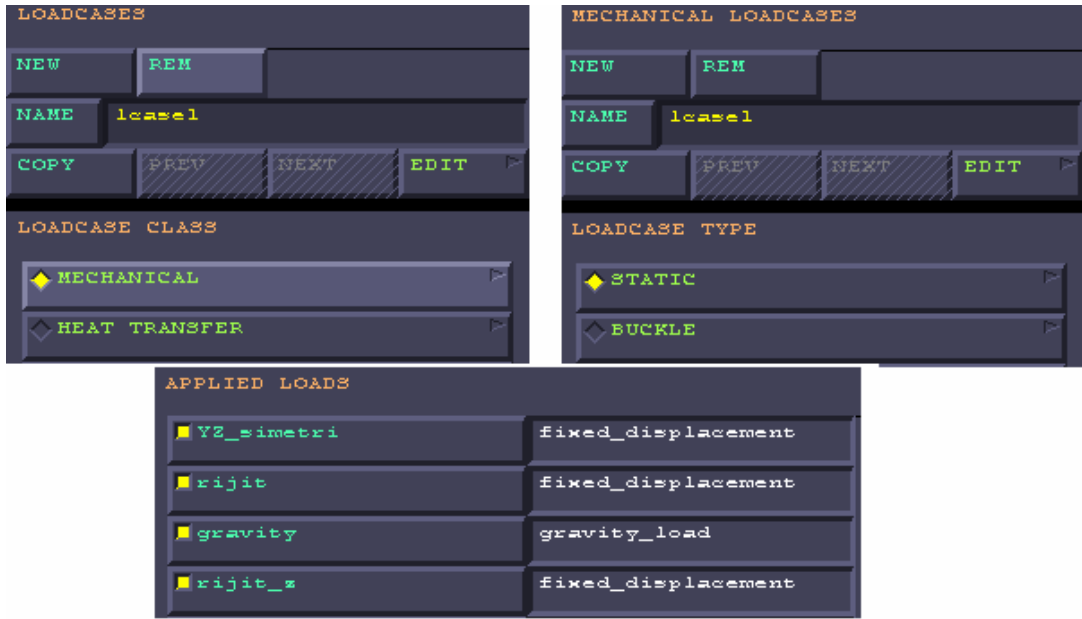 LOADCASES
NEW REM
NAME lcase1
COPY PREV NEXT EDIT
LOADCASE CLASS
MECHANICAL
HEAT TRANSFER
MECHANICAL LOADCASES
NEW REM
NAME lcase1
COPY PREV NEXT EDIT
LOADCASE TYPE
STATIC
BUCKLE
APPLIED LOADS
YZ_simetri fixed_displacement
rijit fixed_displacement
gravity gravity_load
rijit_z fixed_displacement